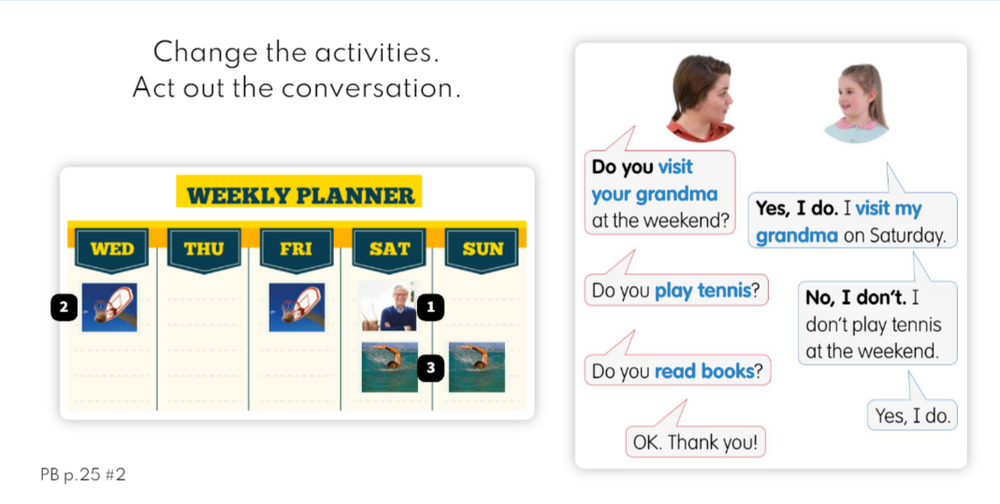 Change the activities.
Act out the conversation.
WEEKLY PLANNER
WED THU FRI SAT SUN
2
1
3
PB p.25 #2
Do you visit
your grandma
at the weekend?
Yes, I do. I visit my
grandma on Saturday.
Do you play tennis?
No, I don't. I
don't play tennis
at the weekend.
Do you read books?
Yes, I do.
OK. Thank you!